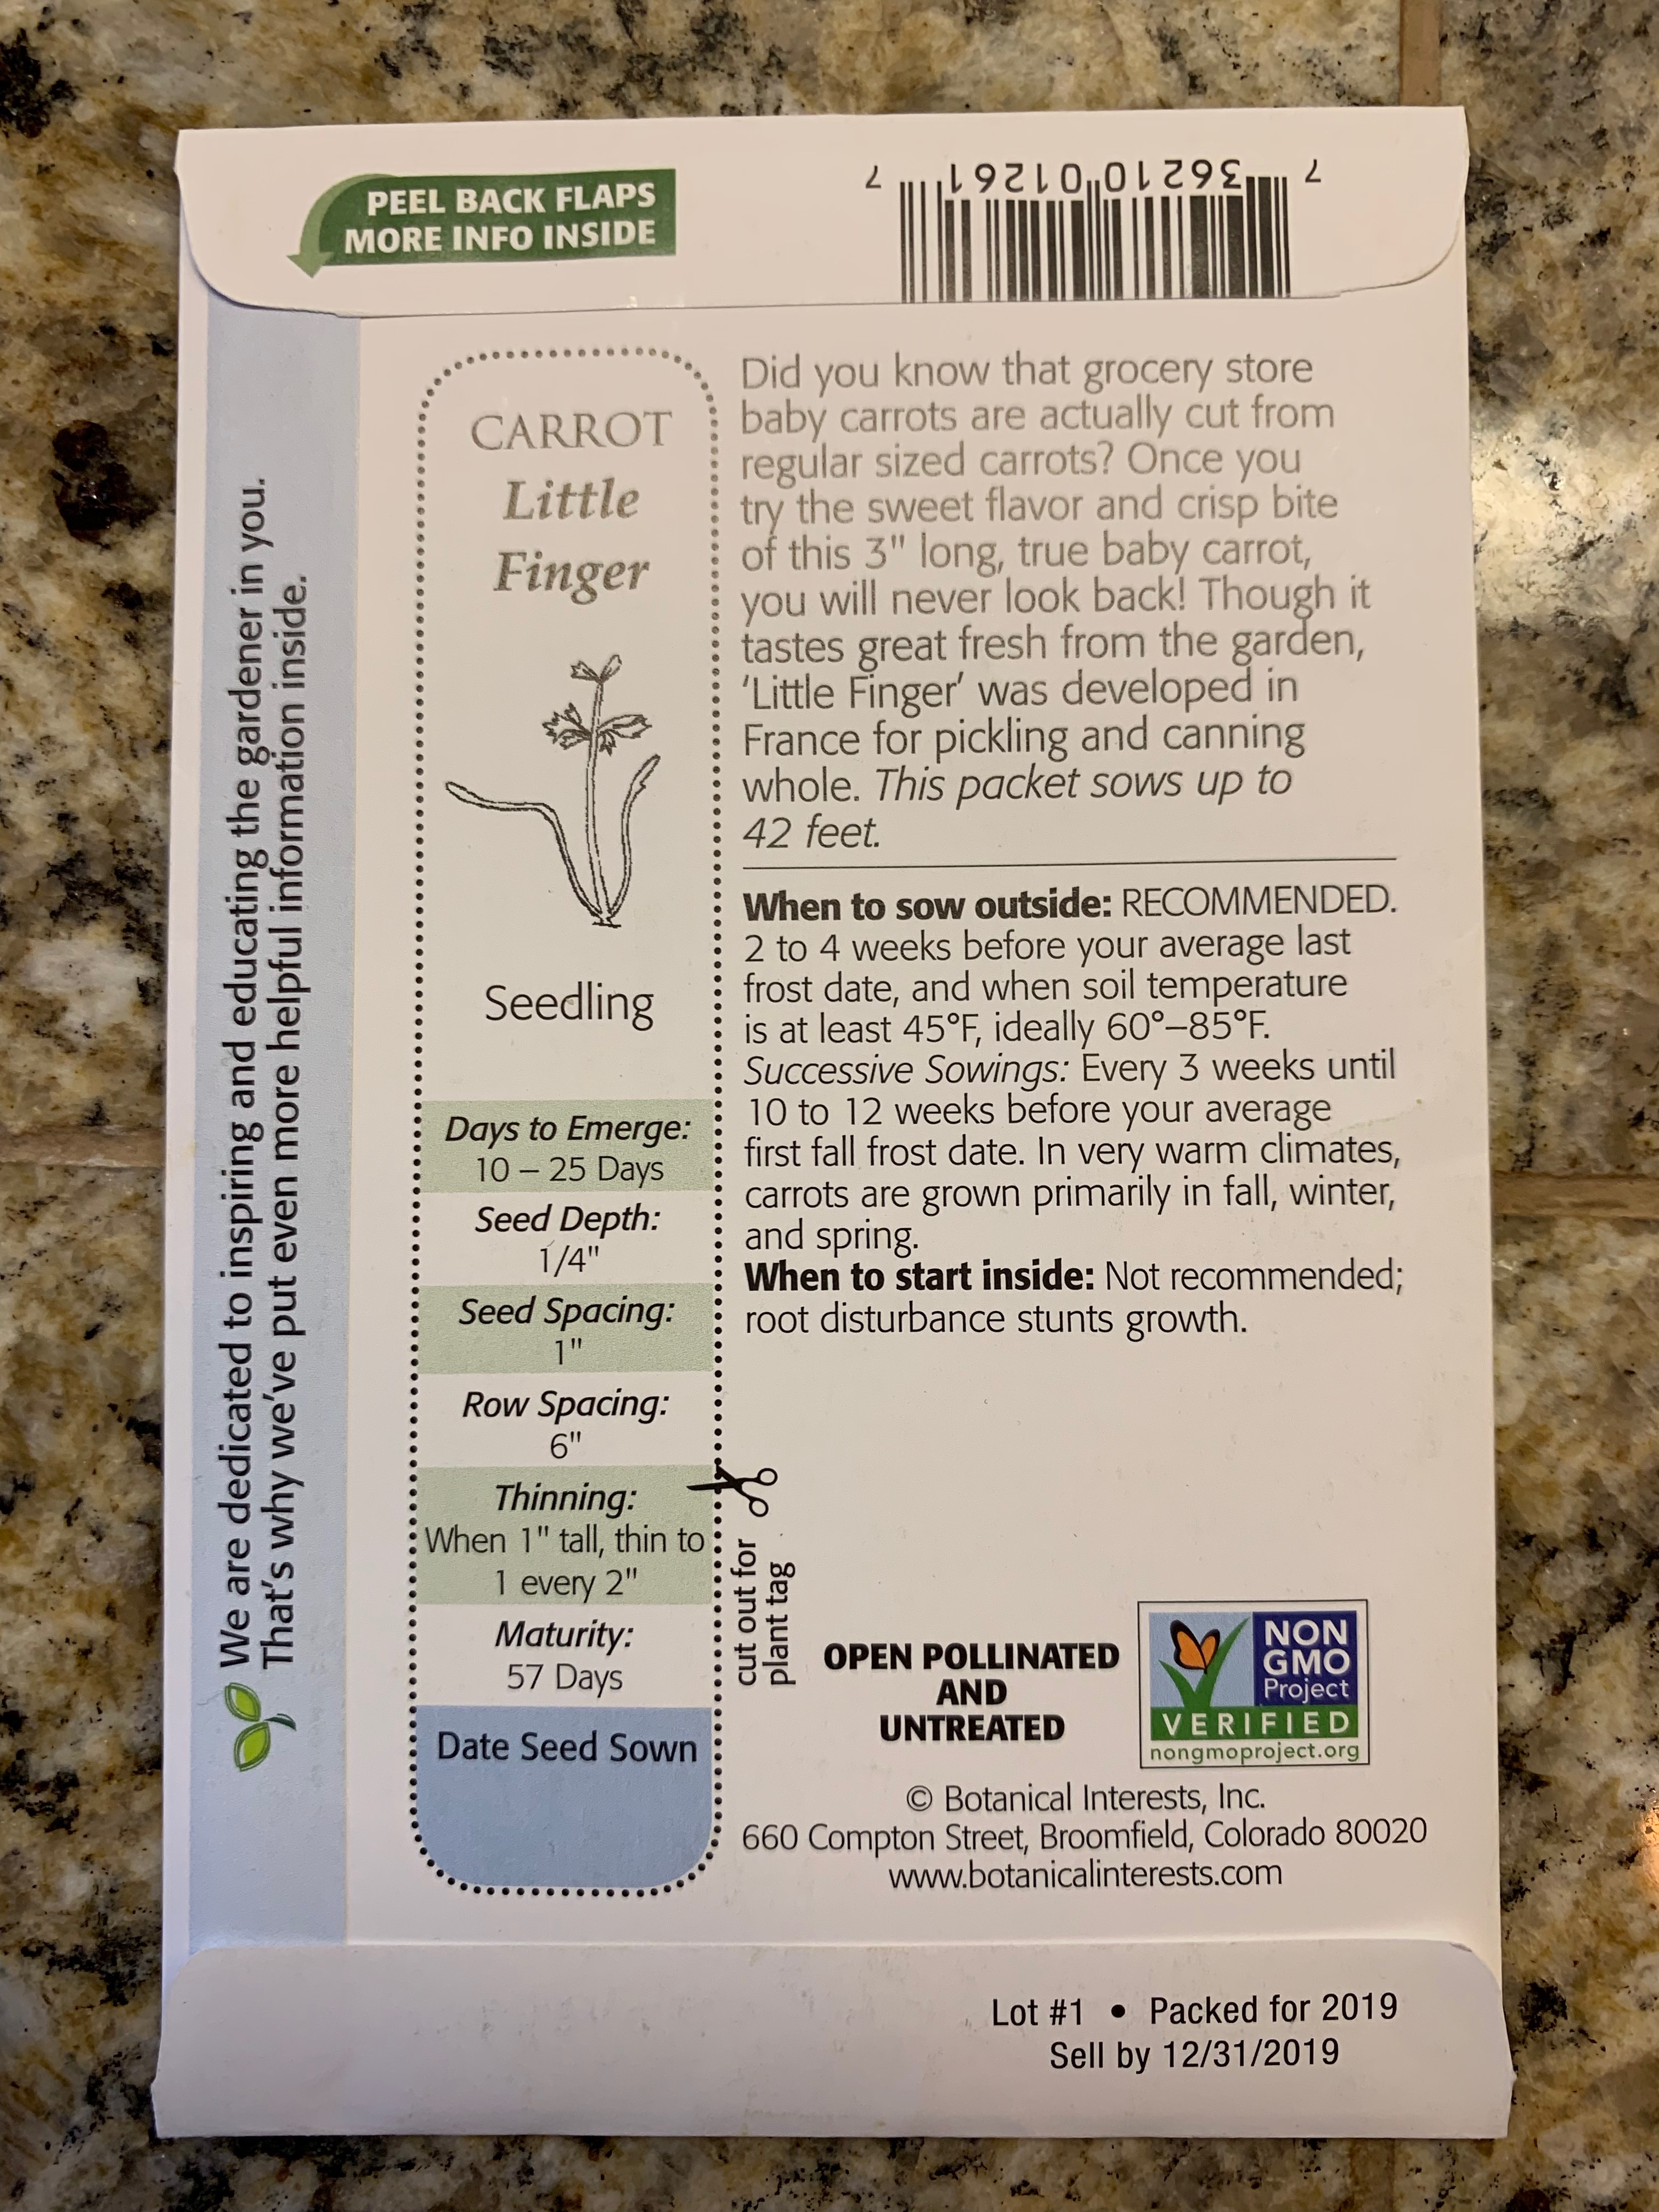 PEEL BACK FLAPS
MORE INFO INSIDE
7 36210 01261 7
We are dedicated to inspiring and educating the gardener in you.
That's why we've put even more helpful information inside.
CARROT
Little
Finger
Seedling
Days to Emerge:
10 – 25 Days
Seed Depth:
1/4"
Seed Spacing:
1"
Row Spacing:
6"
Thinning:
When 1" tall, thin to
1 every 2"
Maturity:
57 Days
Date Seed Sown
cut out for
plant tag
Did you know that grocery store
baby carrots are actually cut from
regular sized carrots? Once you
try the sweet flavor and crisp bite
of this 3" long, true baby carrot,
you will never look back! Though it
tastes great fresh from the garden,
'Little Finger' was developed in
France for pickling and canning
whole. This packet sows up to
42 feet.
When to sow outside: RECOMMENDED.
2 to 4 weeks before your average last
frost date, and when soil temperature
is at least 45°F, ideally 60°–85°F.
Successive Sowings: Every 3 weeks until
10 to 12 weeks before your average
first fall frost date. In very warm climates,
carrots are grown primarily in fall, winter,
and spring.
When to start inside: Not recommended;
root disturbance stunts growth.
OPEN POLLINATED
AND
UNTREATED
NON
GMO
Project
VERIFIED
nongmoproject.org
© Botanical Interests, Inc.
660 Compton Street, Broomfield, Colorado 80020
www.botanicalinterests.com
Lot #1 • Packed for 2019
Sell by 12/31/2019